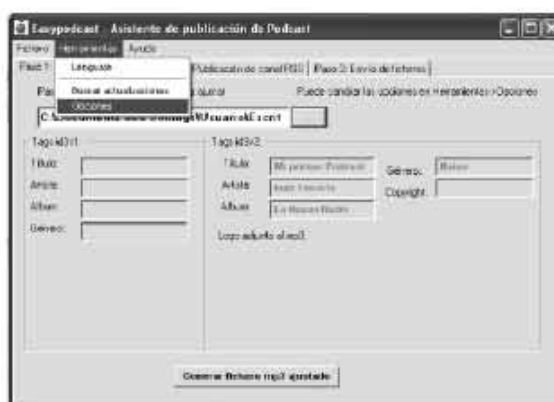 Easypodcast - Asistente de publicación de Podcast
Fichero Herramientas Ayuda
Paso 1: Publicación de canal RSS Paso 3: Envío de ficheros
Language
Buscar actualizaciones
Opciones
Puede cambiar las opciones en Herramientas->Opciones
Tags id3v1
Título:
Artista:
Album:
Género:
Tags id3v2
Título: Mi primer Podcast
Artista:
Album:
Género:
Copyright:
Logo adjunto al mp3
Generar fichero mp3 ajustado